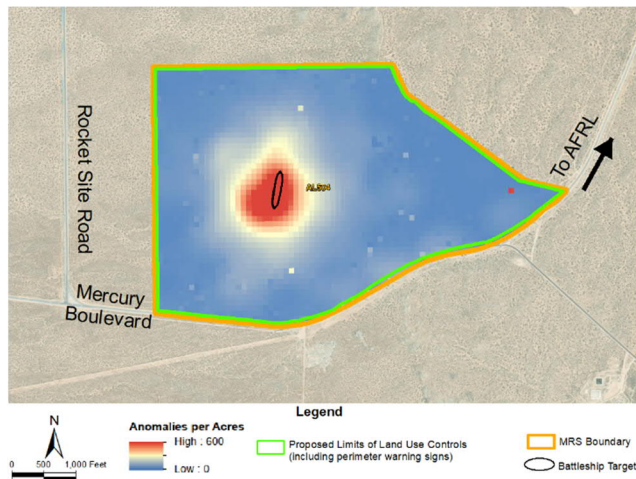 Rocket Site Road
To AFRL
AL504
Mercury
Boulevard
Legend
N
0 500 1,000 Feet
Anomalies per Acres
High : 600
Low : 0
Proposed Limits of Land Use Controls
(including perimeter warning signs)
MRS Boundary
Battleship Target